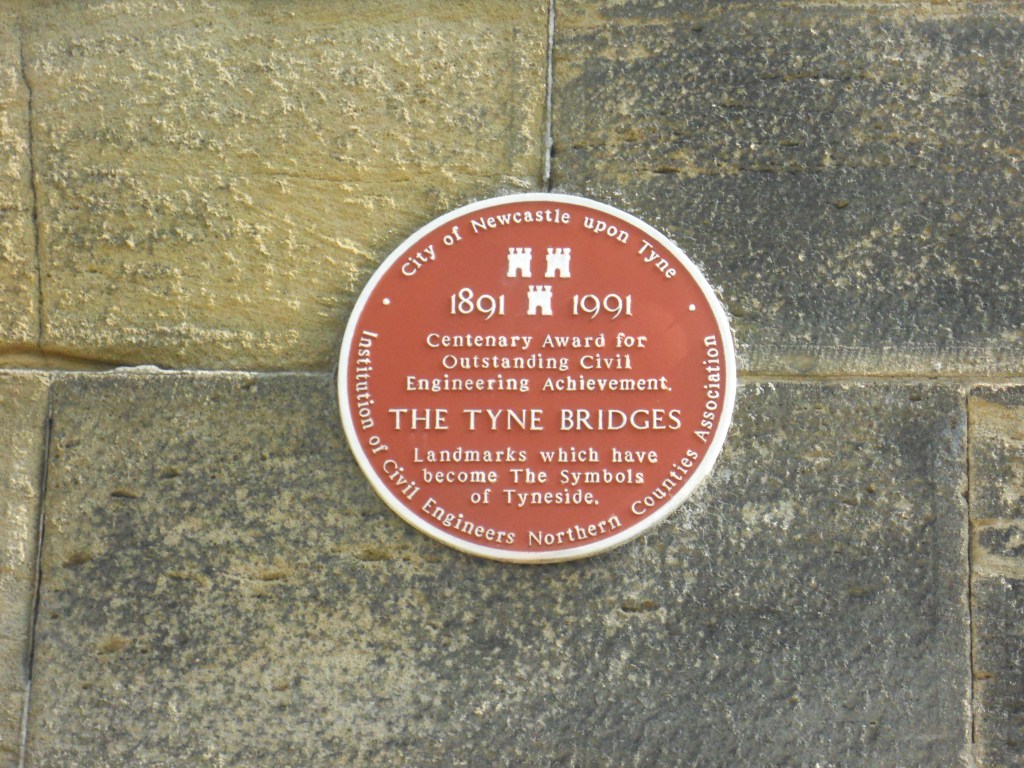 City of Newcastle upon Tyne
1891 1991
Centenary Award for
Outstanding Civil
Engineering Achievement.
THE TYNE BRIDGES
Landmarks which have
become The Symbols
of Tyneside.
Institution of Civil Engineers Northern Counties Association